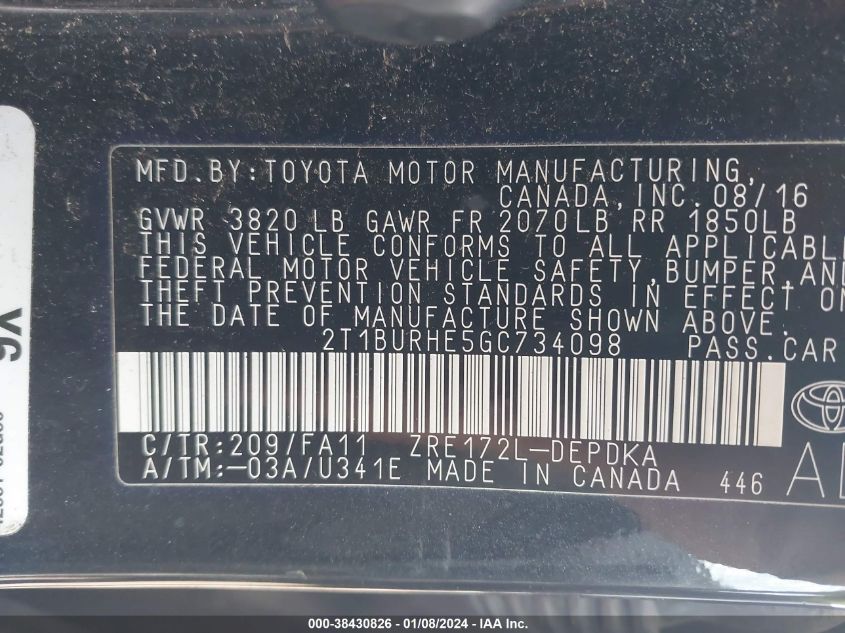 MFD.BY:TOYOTA MOTOR MANUFACTURING,
CANADA,INC. 08/16
GVWR 3820 LB GAWR FR 2070LB RR 1850LB
THIS VEHICLE CONFORMS TO ALL APPLICABLE
FEDERAL MOTOR VEHICLE SAFETY,BUMPER AND
THEFT PREVENTION STANDARDS IN EFFECT ON
THE DATE OF MANUFACTURE SHOWN ABOVE.
2T1BURHE5GC734098 PASS.CAR
C/TR:209/FA11 ZRE172L-DEPDKA
A/TM:-03A/U341E MADE IN CANADA 446
000-38430826 - 01/08/2024 - IAA Inc.